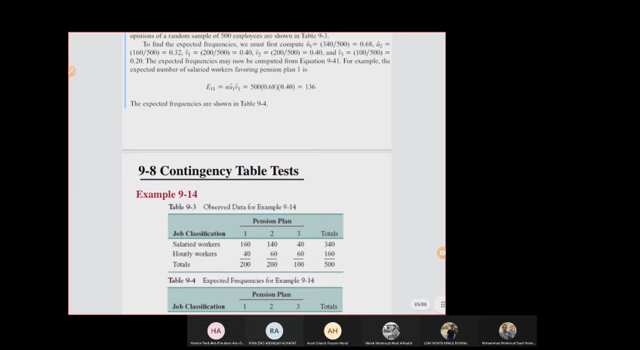 opinions of a random sample of 500 employees are shown in Table 9-3.
To find the expected frequencies, we must first compute û₁ = (340/500) = 0.68, û₂ =
(160/500) = 0.32, v̂₁ = (200/500) = 0.40, v̂₂ = (200/500) = 0.40, and v̂₃ = (100/500) =
0.20. The expected frequencies may now be computed from Equation 9-41. For example, the
expected number of salaried workers favoring pension plan 1 is
E₁₁ = nû₁v̂₁ = 500(0.68)(0.40) = 136
The expected frequencies are shown in Table 9-4.
9-8 Contingency Table Tests
Example 9-14
Table 9-3 Observed Data for Example 9-14
Pension Plan
Job Classification 1 2 3 Totals
Salaried workers 160 140 40 340
Hourly workers 40 60 60 160
Totals 200 200 100 500
Table 9-4 Expected Frequencies for Example 9-14
Pension Plan
Job Classification 1 2 3 Totals
HA RA AH